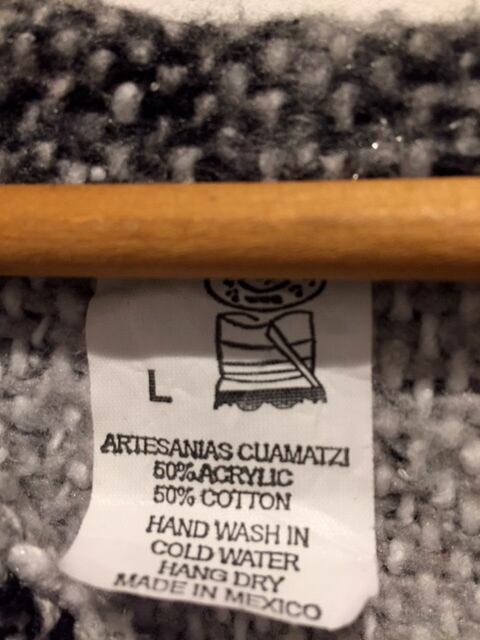 L
ARTESANIAS CUAMATZI
50% ACRYLIC
50% COTTON
HAND WASH IN
COLD WATER
HANG DRY
MADE IN MEXICO